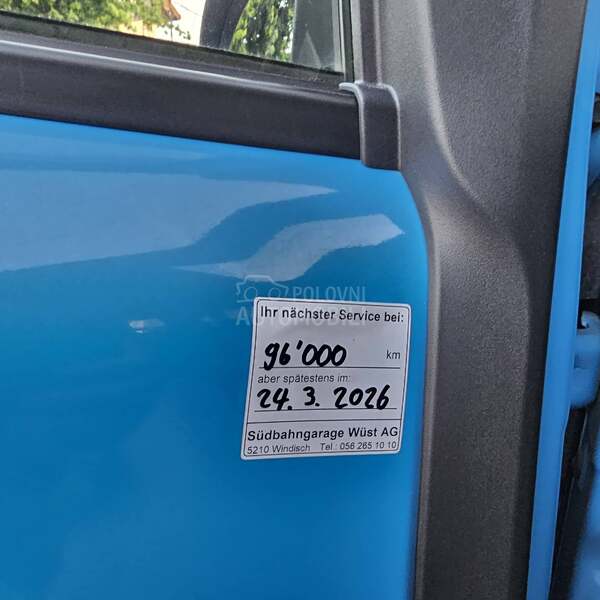 POLOVNI
AUTOMOBILI
Ihr nächster Service bei:
96'000 km
aber spätestens im:
24. 3. 2026
Südbahngarage Wüst AG
5210 Windisch Tel.: 056 265 10 10